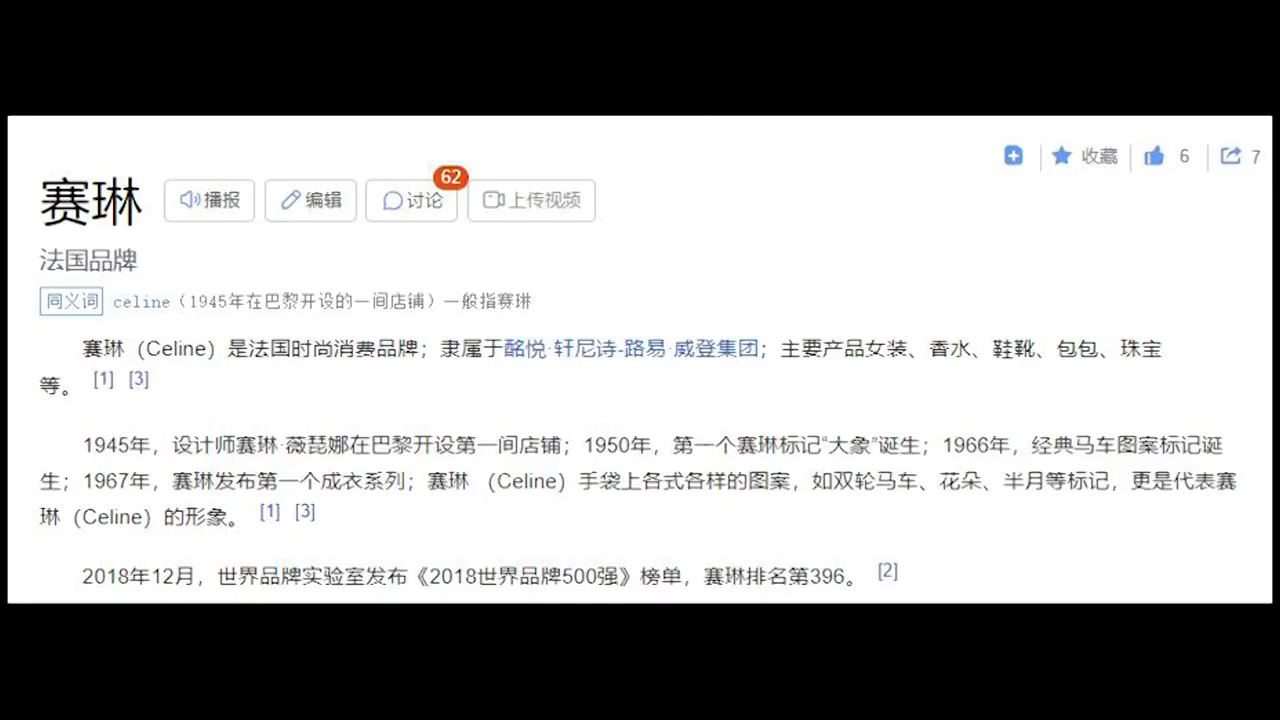 收藏 6 7
赛琳 播报 编辑 讨论 62 上传视频
法国品牌
同义词 celine（1945年在巴黎开设的一间店铺）一般指赛琳
赛琳（Celine）是法国时尚消费品牌；隶属于酩悦·轩尼诗-路易·威登集团；主要产品女装、香水、鞋靴、包包、珠宝
等。 [1] [3]
1945年，设计师赛琳·薇琵娜在巴黎开设第一间店铺；1950年，第一个赛琳标记“大象”诞生；1966年，经典马车图案标记诞
生；1967年，赛琳发布第一个成衣系列；赛琳 （Celine）手袋上各式各样的图案，如双轮马车、花朵、半月等标记，更是代表赛
琳（Celine）的形象。 [1] [3]
2018年12月，世界品牌实验室发布《2018世界品牌500强》榜单，赛琳排名第396。 [2]